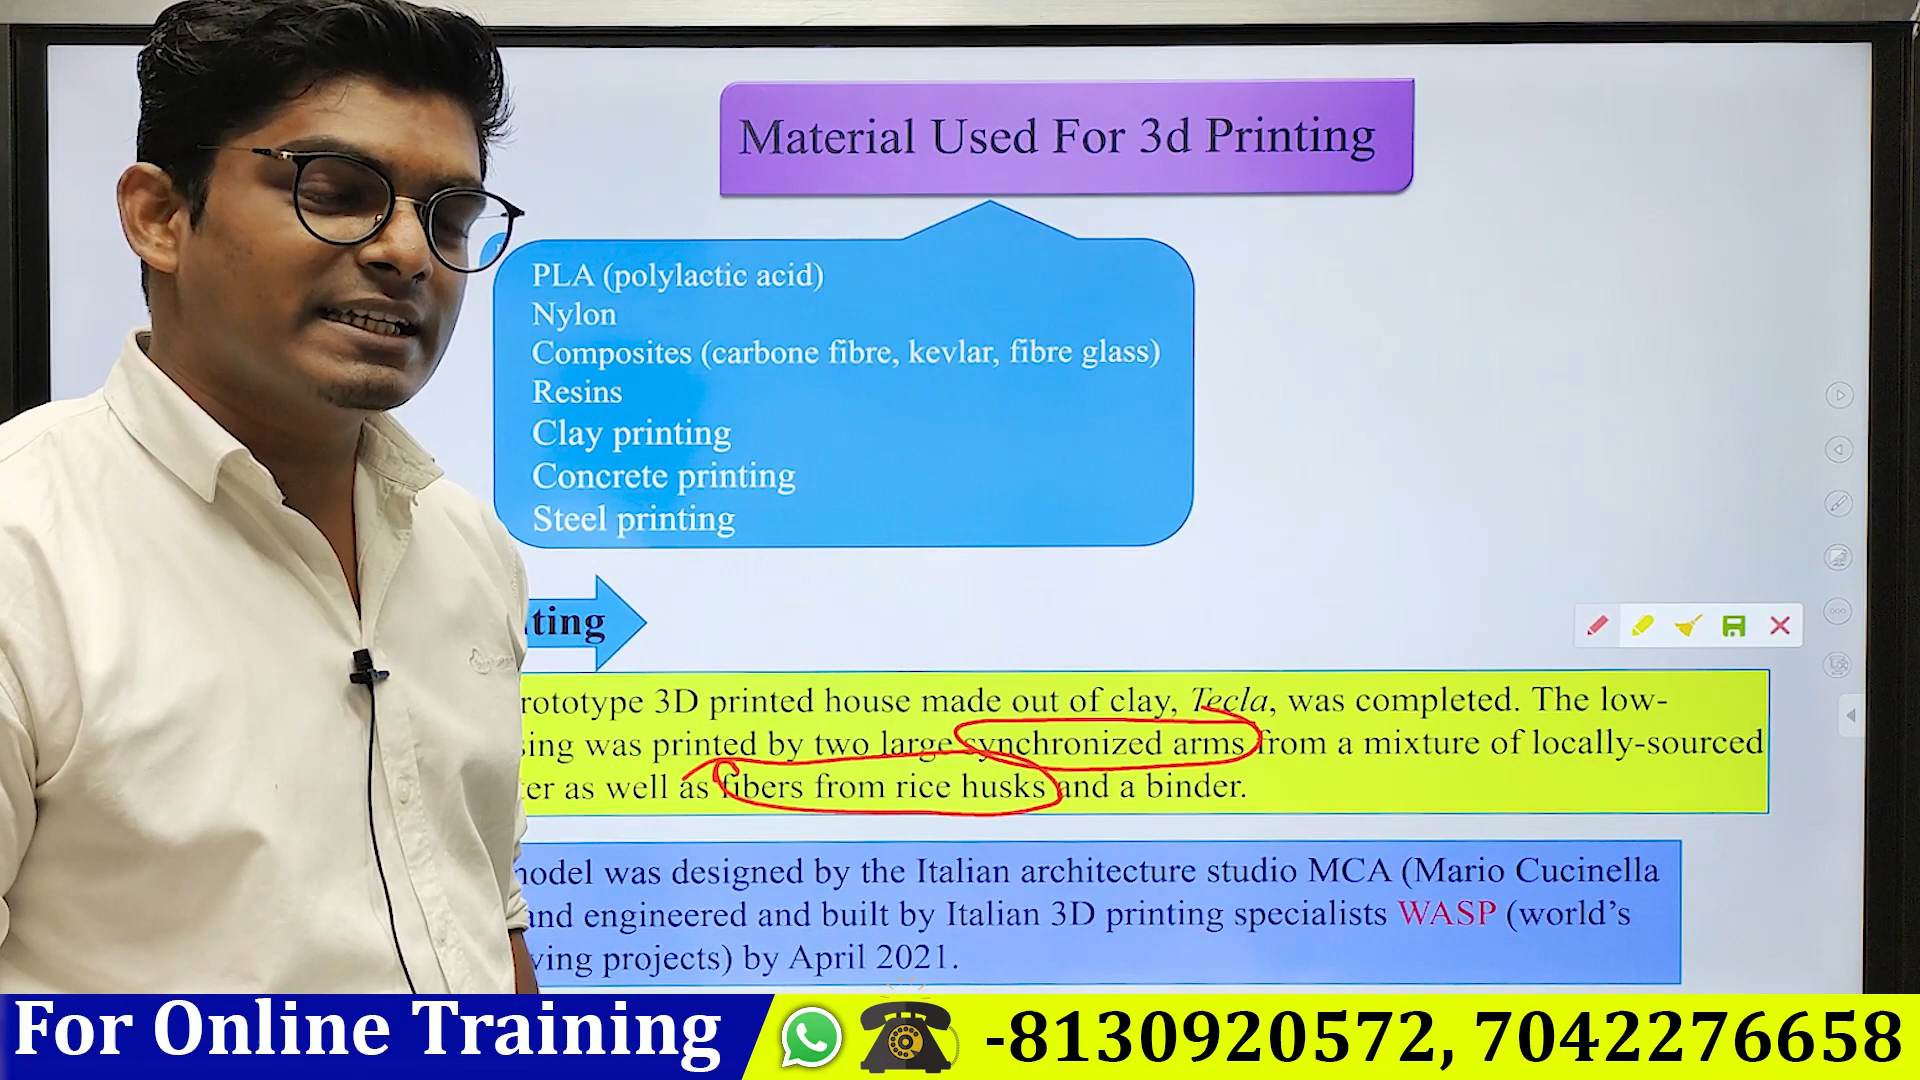 Material Used For 3d Printing
PLA (polylactic acid)
Nylon
Composites (carbone fibre, kevlar, fibre glass)
Resins
Clay printing
Concrete printing
Steel printing
ting
rototype 3D printed house made out of clay, Tecla, was completed. The low-
sing was printed by two large synchronized arms from a mixture of locally-sourced
er as well as fibers from rice husks and a binder.
odel was designed by the Italian architecture studio MCA (Mario Cucinella
and engineered and built by Italian 3D printing specialists WASP (world's
ving projects) by April 2021.
For Online Training -8130920572, 7042276658